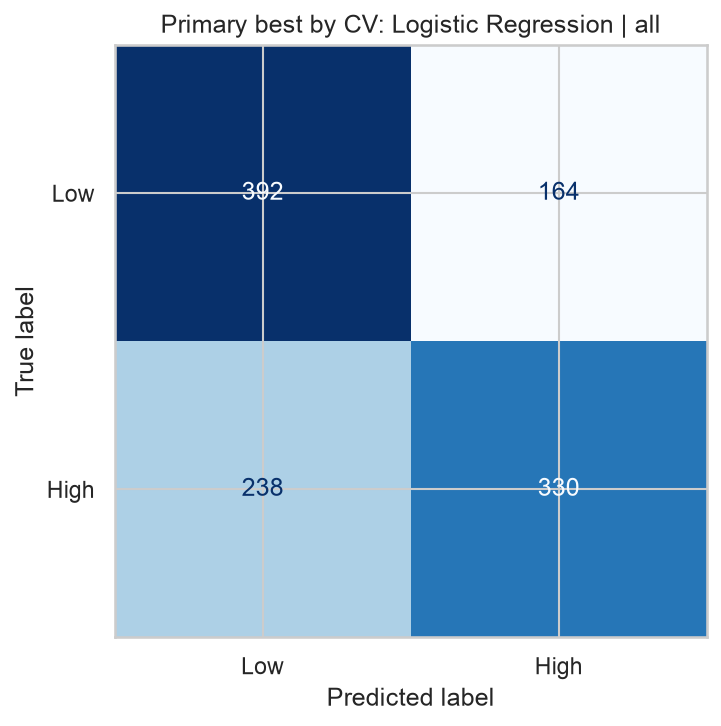 Primary best by CV: Logistic Regression | all
Low
392
164
True label
High
238
330
Low
High
Predicted label